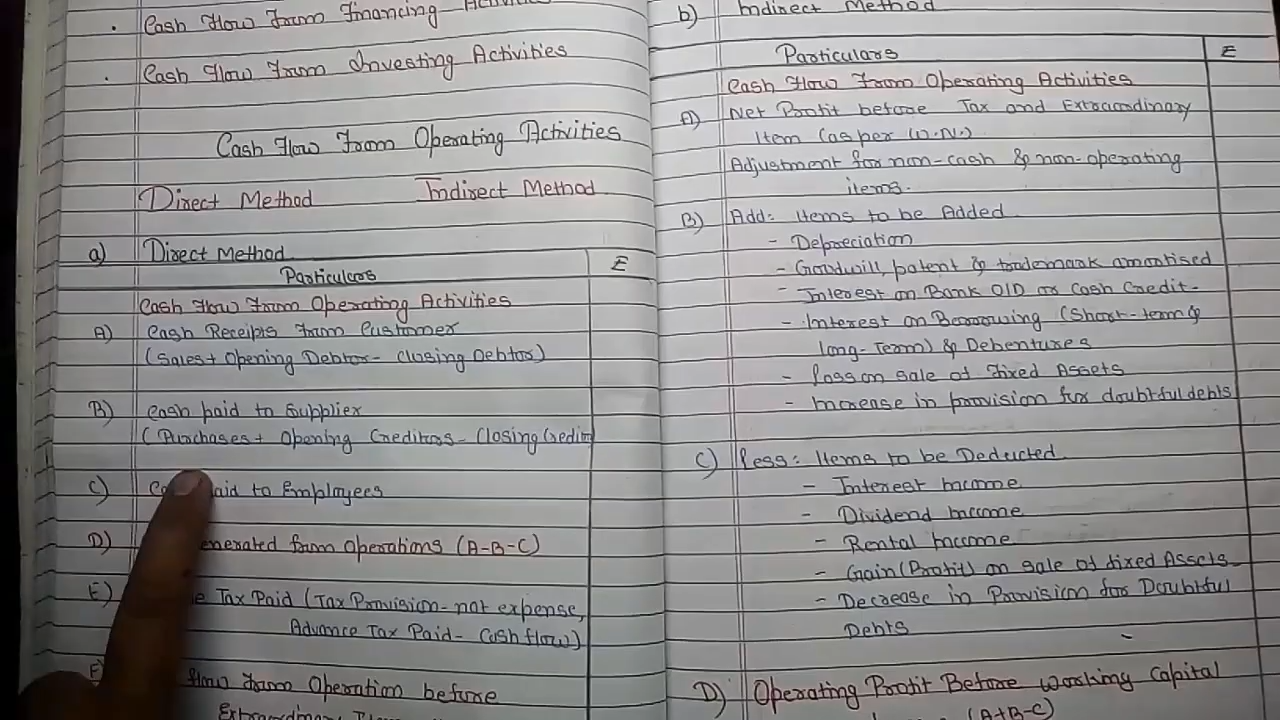 . Cash Flow From Financing Activities
. Cash Flow From Investing Activities
Cash Flow From Operating Activities
Direct Method Indirect Method
a) Direct Method
Particulars ₹
Cash Flow From Operating Activities
A) Cash Receipts From Customer
(Sales + Opening Debtor - Closing Debtor)
B) Cash paid to Supplier
(Purchases + Opening Creditors - Closing Credito
C) paid to Employees
D) enerated from operations (A-B-C)
E) Tax Paid (Tax Provision - not expense,
Advance Tax Paid - Cash flow)
F) flow From Operation before
b) Indirect Method
Particulars ₹
Cash Flow From Operating Activities
A) Net Profit before Tax and Extraordinary
Item (as per W.N.)
Adjustment for non-cash & non-operating
items.
B) Add: Items to be Added
- Depreciation
- Goodwill, patent & trademark amortised
- Interest on Bank O/D or Cash Credit
- Interest on Borrowing (Short-term &
long-Term) & Debentures
- Loss on sale of Fixed Assets
- Increase in provision for doubtful debts
C) Less: Items to be Deducted
- Interest Income
- Dividend Income
- Rental Income
- Gain (Profit) on sale of fixed Assets
- Decrease in Provision for Doubtful
Debts
D) Operating Profit Before Working Capital
(A+B-C)